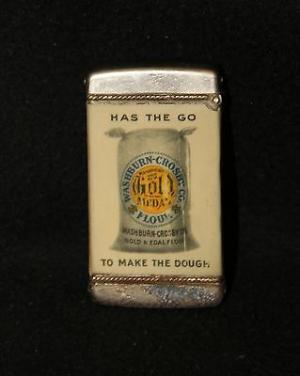 HAS THE GO
WASHBURN-CROSBY CO.
GOLD
MEDAL
FLOUR
WASHBURN-CROSBY CO.
GOLD MEDAL FLOUR
TO MAKE THE DOUGH.